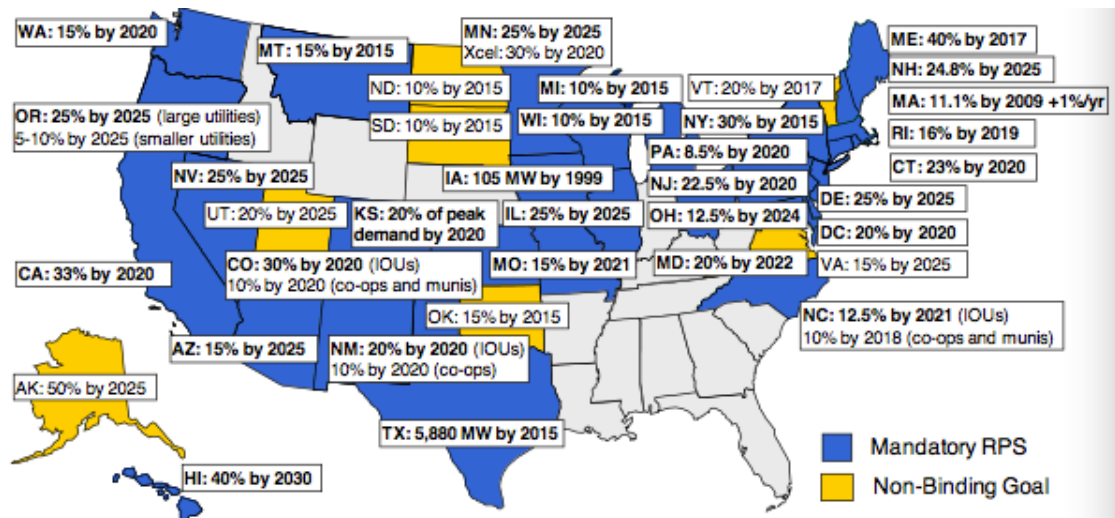 WA: 15% by 2020
MT: 15% by 2015
MN: 25% by 2025
Xcel: 30% by 2020
ME: 40% by 2017
NH: 24.8% by 2025
ND: 10% by 2015
MI: 10% by 2015
VT: 20% by 2017
MA: 11.1% by 2009 +1%/yr
OR: 25% by 2025 (large utilities)
5-10% by 2025 (smaller utilities)
SD: 10% by 2015
WI: 10% by 2015
NY: 30% by 2015
RI: 16% by 2019
PA: 8.5% by 2020
CT: 23% by 2020
NV: 25% by 2025
IA: 105 MW by 1999
NJ: 22.5% by 2020
DE: 25% by 2025
UT: 20% by 2025
KS: 20% of peak
demand by 2020
IL: 25% by 2025
OH: 12.5% by 2024
DC: 20% by 2020
CA: 33% by 2020
CO: 30% by 2020 (IOUs)
10% by 2020 (co-ops and munis)
MO: 15% by 2021
MD: 20% by 2022
VA: 15% by 2025
OK: 15% by 2015
NC: 12.5% by 2021 (IOUs)
10% by 2018 (co-ops and munis)
AZ: 15% by 2025
NM: 20% by 2020 (IOUs)
10% by 2020 (co-ops)
AK: 50% by 2025
TX: 5,880 MW by 2015
HI: 40% by 2030
Mandatory RPS
Non-Binding Goal